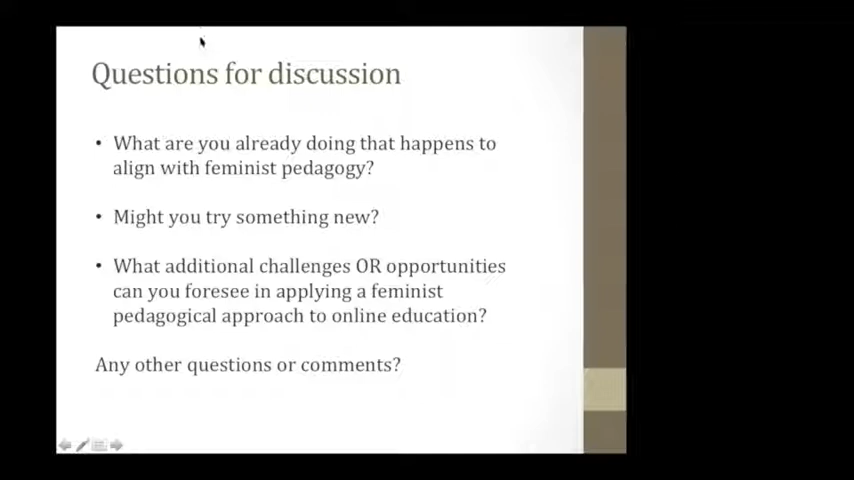 Questions for discussion
• What are you already doing that happens to
align with feminist pedagogy?
• Might you try something new?
• What additional challenges OR opportunities
can you foresee in applying a feminist
pedagogical approach to online education?
Any other questions or comments?